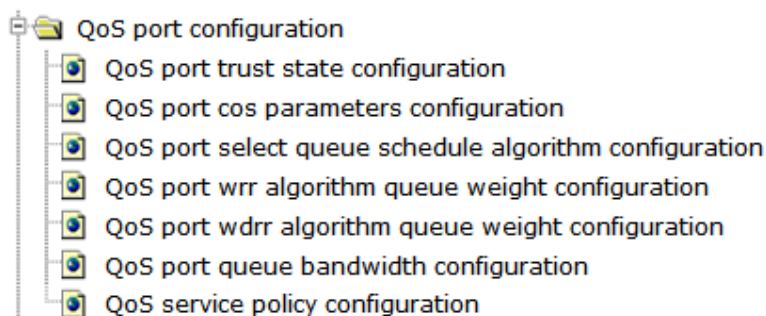 QoS port configuration
QoS port trust state configuration
QoS port cos parameters configuration
QoS port select queue schedule algorithm configuration
QoS port wrr algorithm queue weight configuration
QoS port wdrr algorithm queue weight configuration
QoS port queue bandwidth configuration
QoS service policy configuration